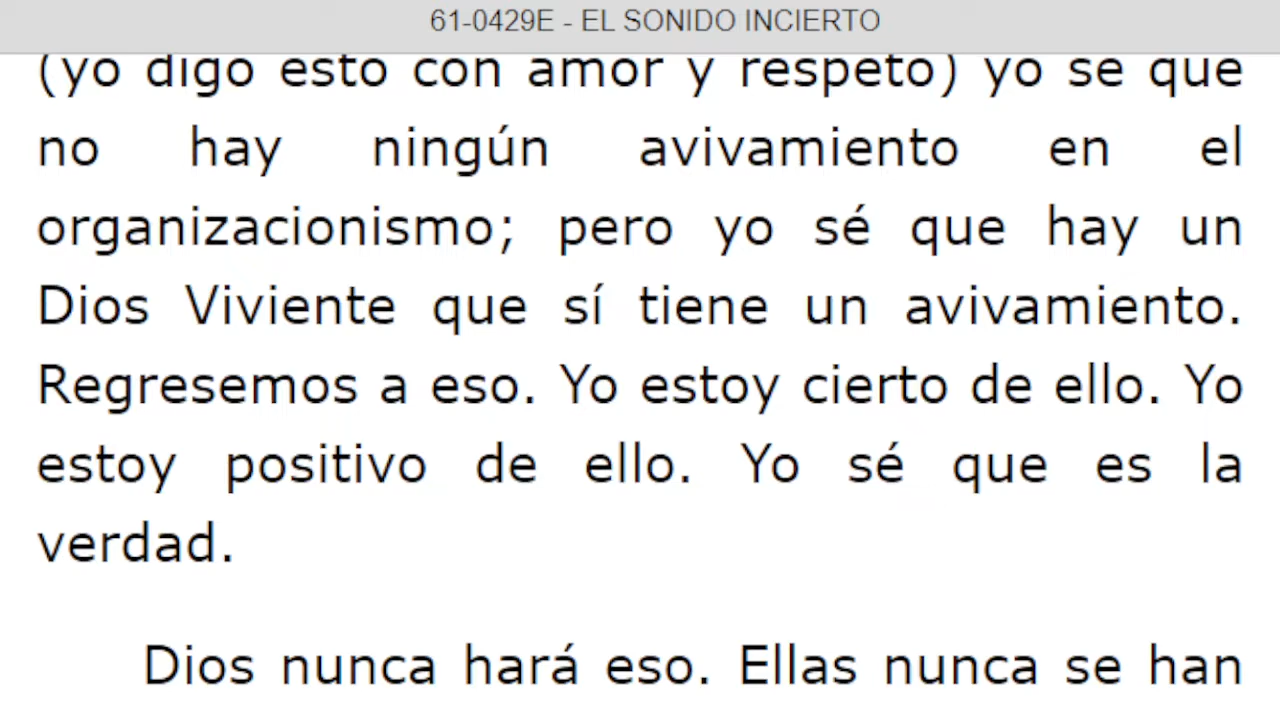 61-0429E - EL SONIDO INCIERTO
(yo digo esto con amor y respeto) yo sé que
no hay ningún avivamiento en el
organizacionismo; pero yo sé que hay un
Dios Viviente que sí tiene un avivamiento.
Regresemos a eso. Yo estoy cierto de ello. Yo
estoy positivo de ello. Yo sé que es la
verdad.
Dios nunca hará eso. Ellas nunca se han